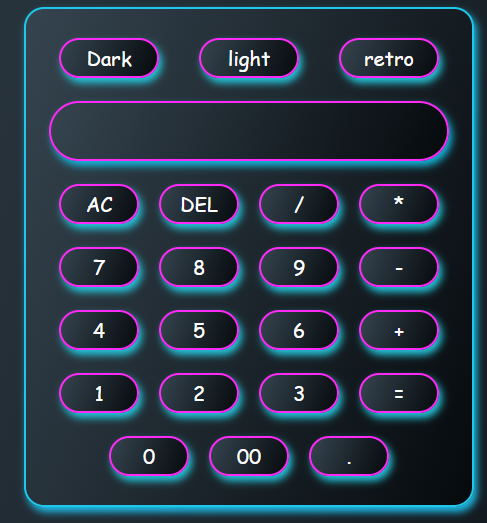 Dark light retro
AC DEL / *
7 8 9 -
4 5 6 +
1 2 3 =
0 00 .